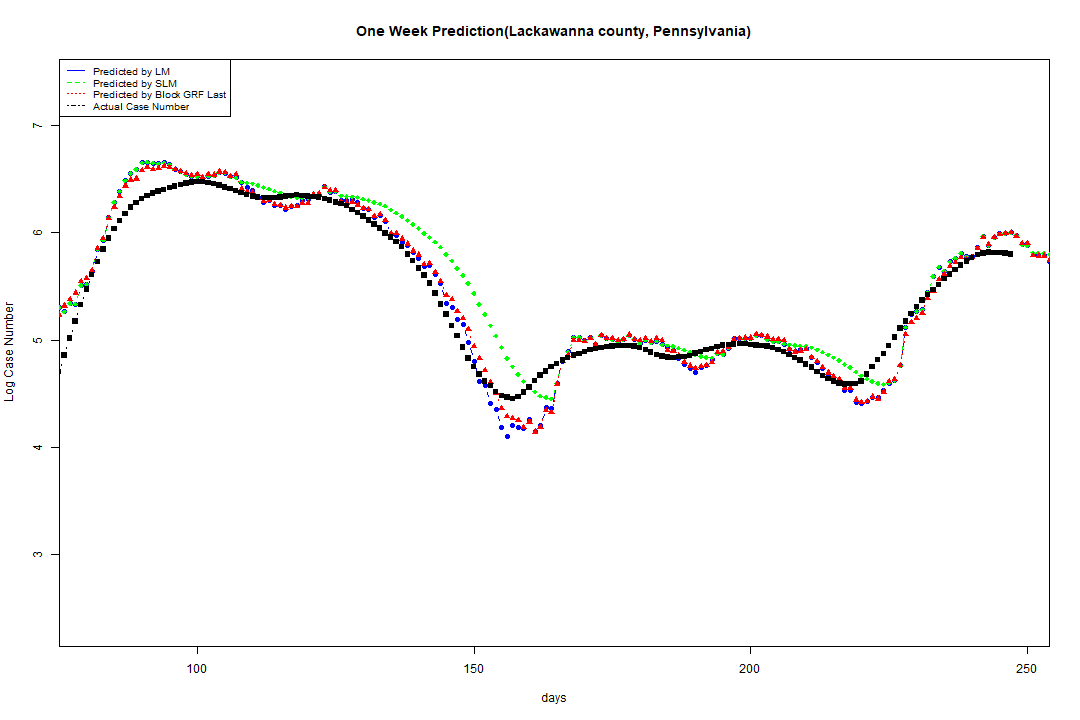 One Week Prediction(Lackawanna county, Pennsylvania)
Predicted by LM
Predicted by SLM
Predicted by Block GRF Last
Actual Case Number
7
6
5
4
3
Log Case Number
100 150 200 250
days